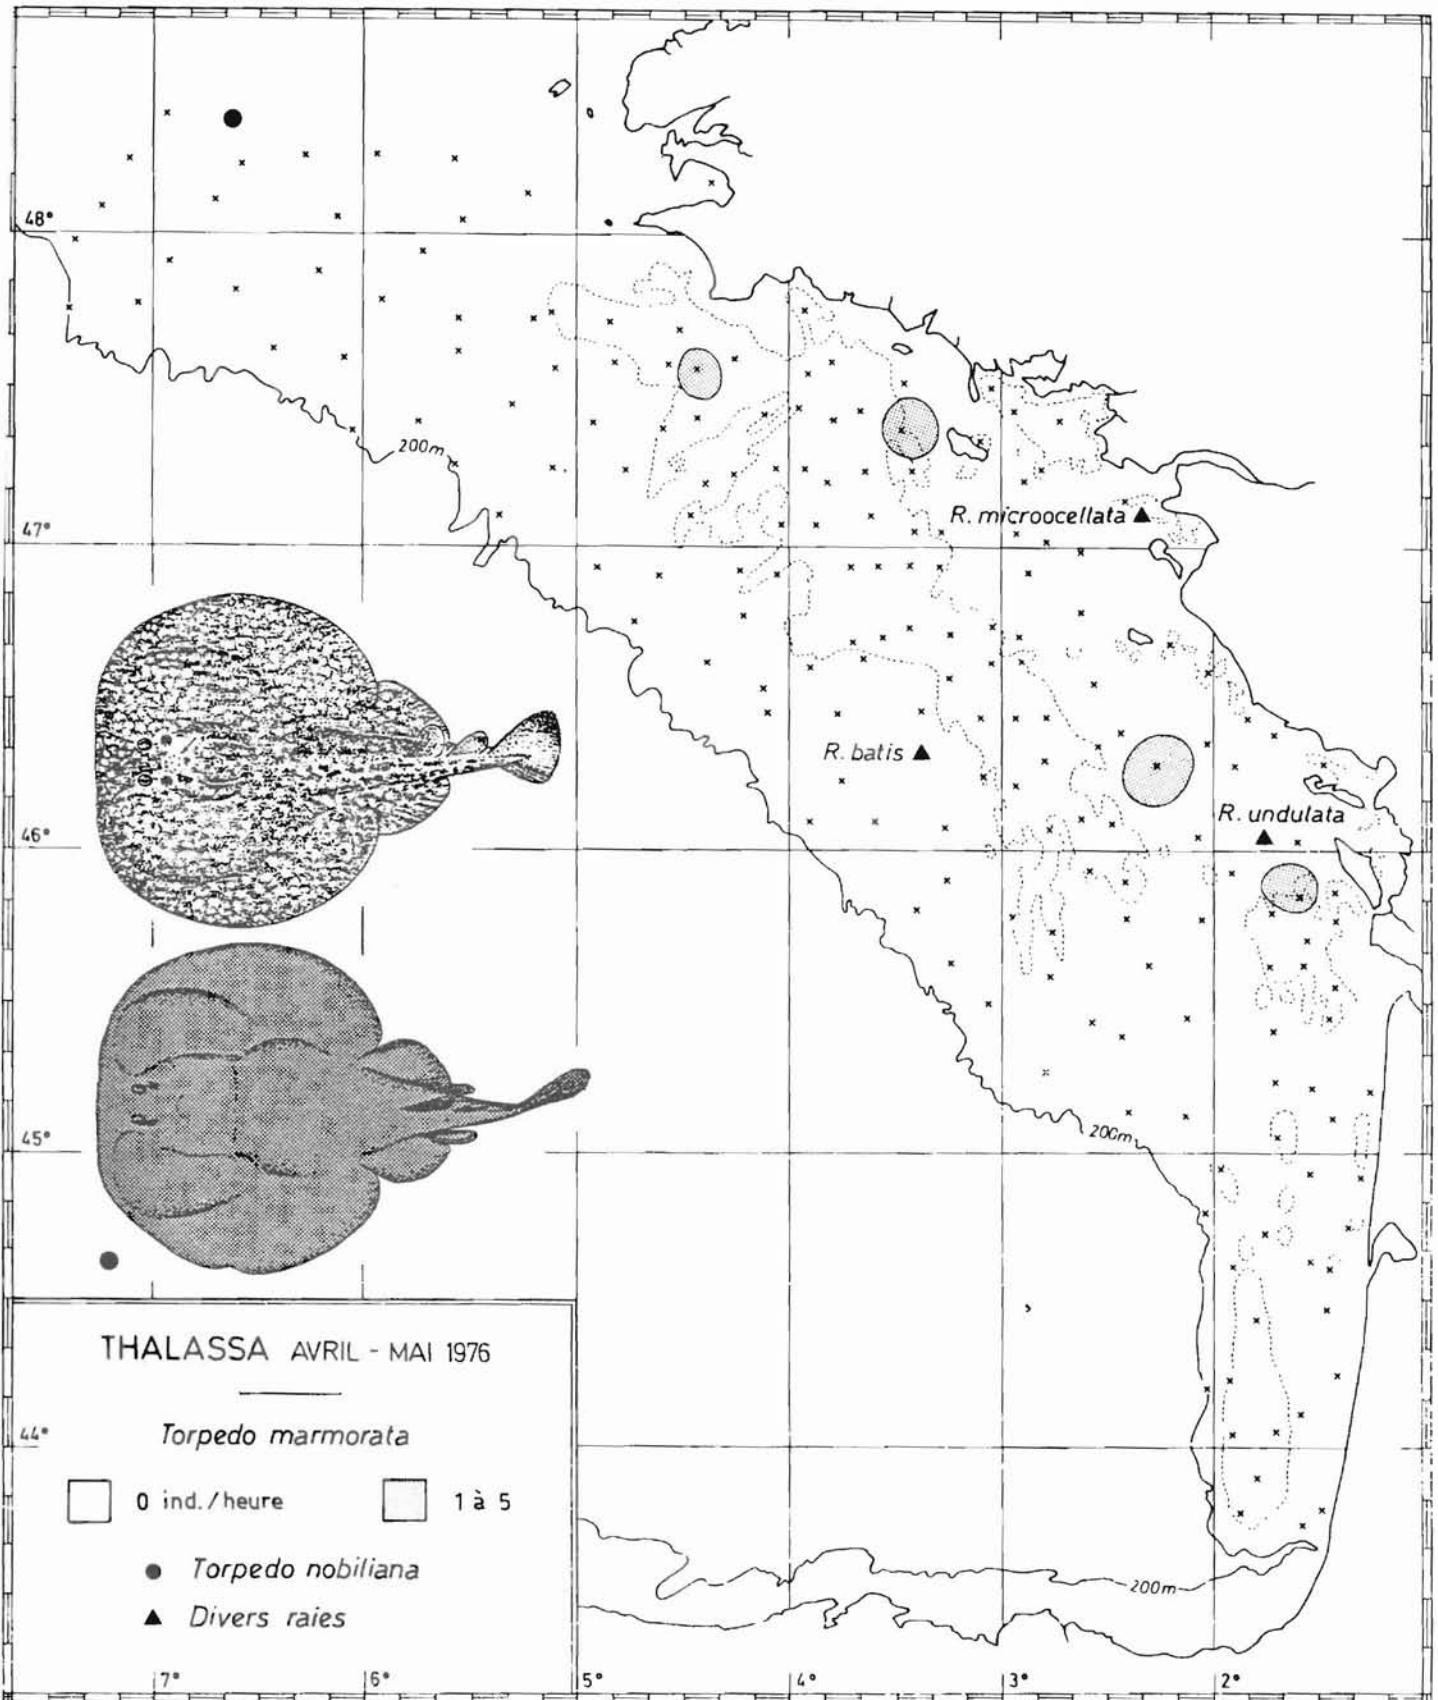 48°
200m
47°
R. microocellata
R. batis
R. undulata
46°
45°
200m
THALASSA AVRIL - MAI 1976
Torpedo marmorata
44°
0 ind./heure
1 à 5
Torpedo nobiliana
Divers raies
200m
7°
6°
5°
4°
3°
2°